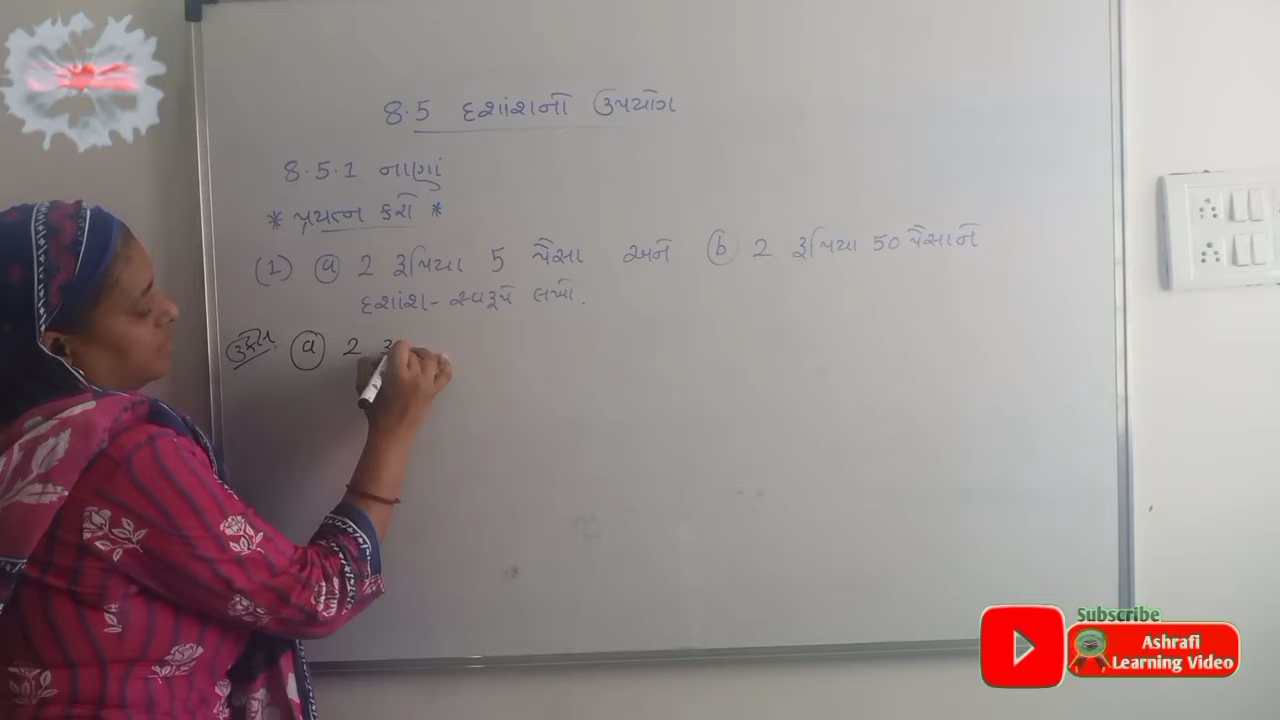 8.5 દશાંશનો ઉપયોગ
8.5.1 નાણાં
* પ્રયત્ન કરો *
(1) (a) 2 રૂપિયા 5 પૈસા અને (b) 2 રૂપિયા 50 પૈસાને
દશાંશ-સ્વરૂપે લખો.
ઉકેલ (a) 2 રૂ
Subscribe
Ashrafi
Learning Video